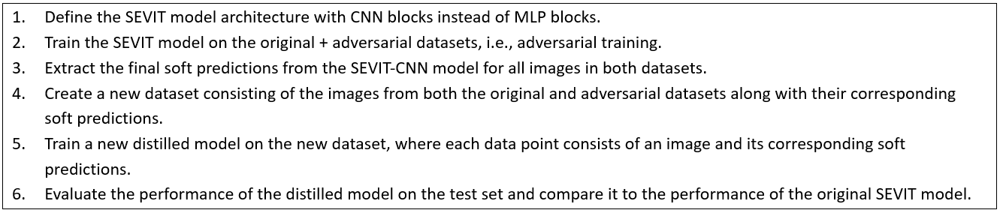 1. Define the SEVIT model architecture with CNN blocks instead of MLP blocks.
2. Train the SEVIT model on the original + adversarial datasets, i.e., adversarial training.
3. Extract the final soft predictions from the SEVIT-CNN model for all images in both datasets.
4. Create a new dataset consisting of the images from both the original and adversarial datasets along with their corresponding
soft predictions.
5. Train a new distilled model on the new dataset, where each data point consists of an image and its corresponding soft
predictions.
6. Evaluate the performance of the distilled model on the test set and compare it to the performance of the original SEVIT model.